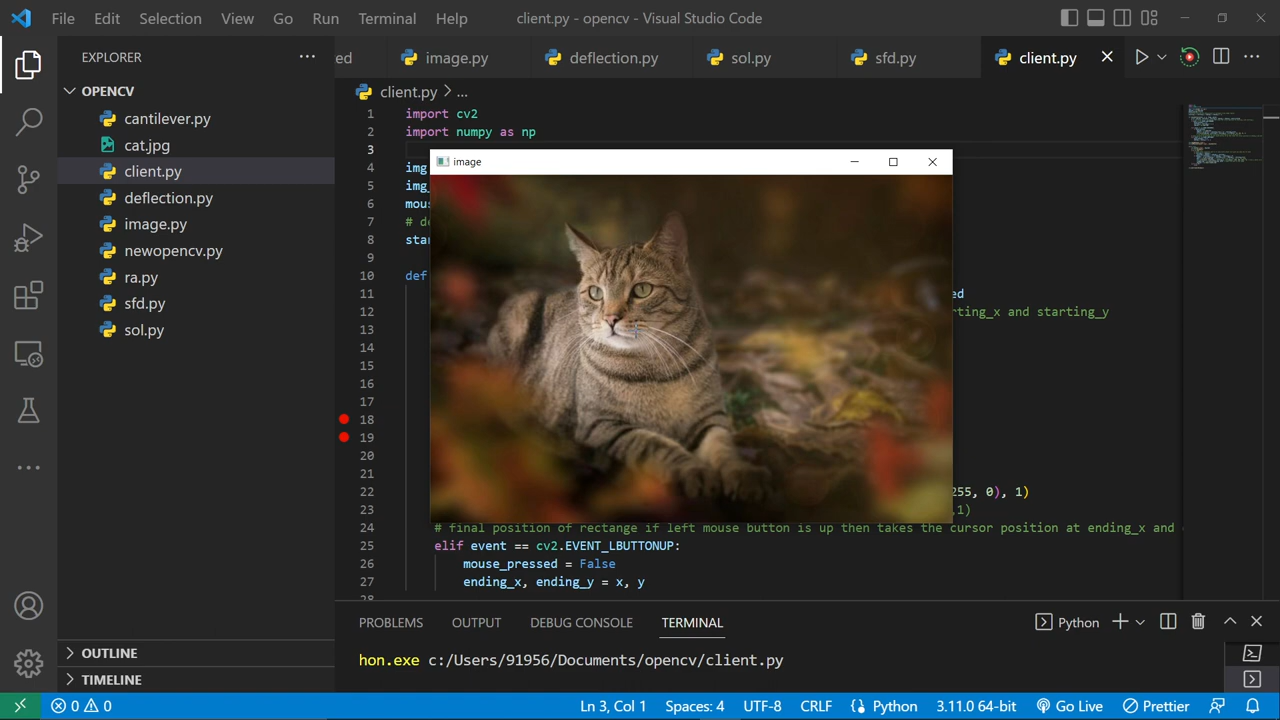 File Edit Selection View Go Run Terminal Help client.py - opencv - Visual Studio Code
EXPLORER
ed image.py deflection.py sol.py sfd.py client.py
OPENCV
cantilever.py
cat.jpg
client.py
deflection.py
image.py
newopencv.py
ra.py
sfd.py
sol.py
OUTLINE
TIMELINE
client.py > ...
1 import cv2
2 import numpy as np
3
image
4 img
5 img_
6 mous
7 # de
8 star
9
10 def
11 ed
12 rting_x and starting_y
13
14
15
16
17
18
19
20
21
22 255, 0), 1)
23 ,1)
24 # final position of rectange if left mouse button is up then takes the cursor position at ending_x and
25 elif event == cv2.EVENT_LBUTTONUP:
26 mouse_pressed = False
27 ending_x, ending_y = x, y
28
PROBLEMS OUTPUT DEBUG CONSOLE TERMINAL Python
hon.exe c:/Users/91956/Documents/opencv/client.py
0 0 Ln 3, Col 1 Spaces: 4 UTF-8 CRLF Python 3.11.0 64-bit Go Live Prettier